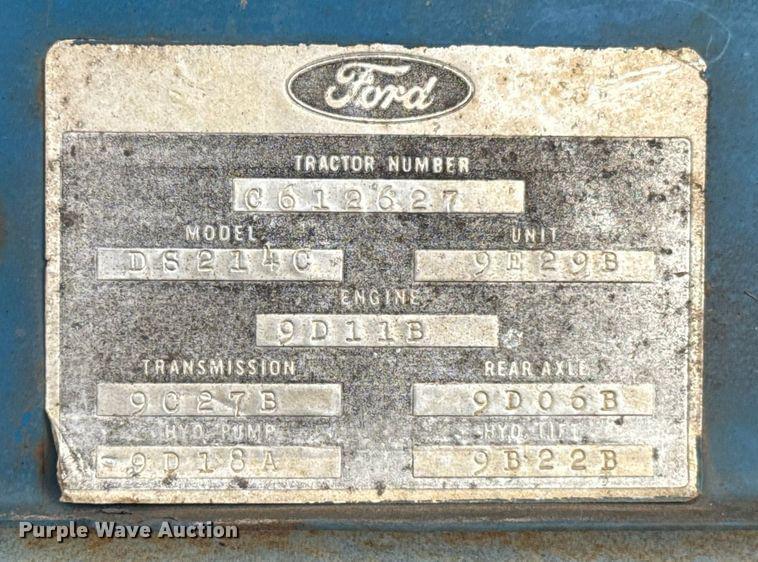 Ford
TRACTOR NUMBER
C612627
MODEL UNIT
DS214C 9E29B
ENGINE
9D11B
TRANSMISSION REAR AXLE
9C27B 9D06B
HYD. PUMP HYD. LIFT
9D18A 9B22B
Purple Wave Auction